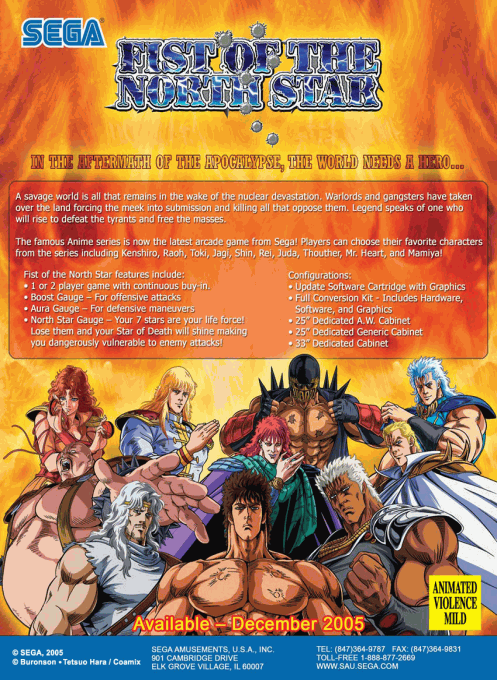 SEGA®
FIST OF THE
NORTH STAR
IN THE AFTERMATH OF THE APOCALYPSE, THE WORLD NEEDS A HERO...
A savage world is all that remains in the wake of the nuclear devastation. Warlords and gangsters have taken
over the land forcing the meek into submission and killing all that oppose them. Legend speaks of one who
will rise to defeat the tyrants and free the masses.
The famous Anime series is now the latest arcade game from Sega! Players can choose their favorite characters
from the series including Kenshiro, Raoh, Toki, Jagi, Shin, Rei, Juda, Thouther, Mr. Heart, and Mamiya!
Fist of the North Star features include:
• 1 or 2 player game with continuous buy-in.
• Boost Gauge – For offensive attacks
• Aura Gauge – For defensive maneuvers
• North Star Gauge – Your 7 stars are your life force!
Lose them and your Star of Death will shine making
you dangerously vulnerable to enemy attacks!
Configurations:
• Update Software Cartridge with Graphics
• Full Conversion Kit - Includes Hardware,
Software, and Graphics
• 25" Dedicated A.W. Cabinet
• 25" Dedicated Generic Cabinet
• 33" Dedicated Cabinet
ANIMATED
VIOLENCE
MILD
Available – December 2005
© SEGA, 2005
© Buronson • Tetsuo Hara / Coamix
SEGA AMUSEMENTS, U.S.A., INC.
901 CAMBRIDGE DRIVE
ELK GROVE VILLAGE, IL 60007
TEL: (847)364-9787 FAX: (847)364-9831
TOLL-FREE 1-888-877-2669
WWW.SAU.SEGA.COM